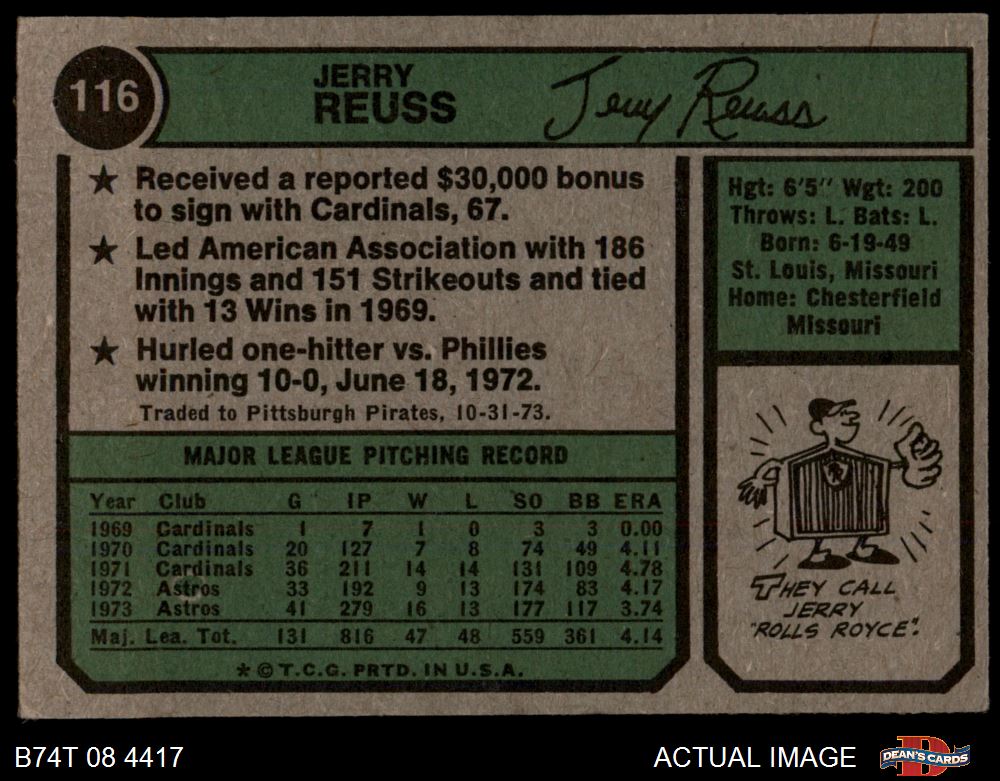 116
JERRY
REUSS
Jerry Reuss
★ Received a reported $30,000 bonus
to sign with Cardinals, 67.
★ Led American Association with 186
Innings and 151 Strikeouts and tied
with 13 Wins in 1969.
★ Hurled one-hitter vs. Phillies
winning 10-0, June 18, 1972.
Traded to Pittsburgh Pirates, 10-31-73.
MAJOR LEAGUE PITCHING RECORD
Year Club G IP W L SO BB ERA
1969 Cardinals 1 7 1 0 3 3 0.00
1970 Cardinals 20 127 7 8 74 49 4.11
1971 Cardinals 36 211 14 14 131 109 4.78
1972 Astros 33 192 9 13 174 83 4.17
1973 Astros 41 279 16 13 177 117 3.74
Maj. Lea. Tot. 131 816 47 48 559 361 4.14
* © T.C.G. PRTD. IN U.S.A.
Hgt: 6'5" Wgt: 200
Throws: L. Bats: L.
Born: 6-19-49
St. Louis, Missouri
Home: Chesterfield
Missouri
RR
THEY CALL
JERRY
"ROLLS ROYCE".
B74T 08 4417
ACTUAL IMAGE
DEAN'S CARDS